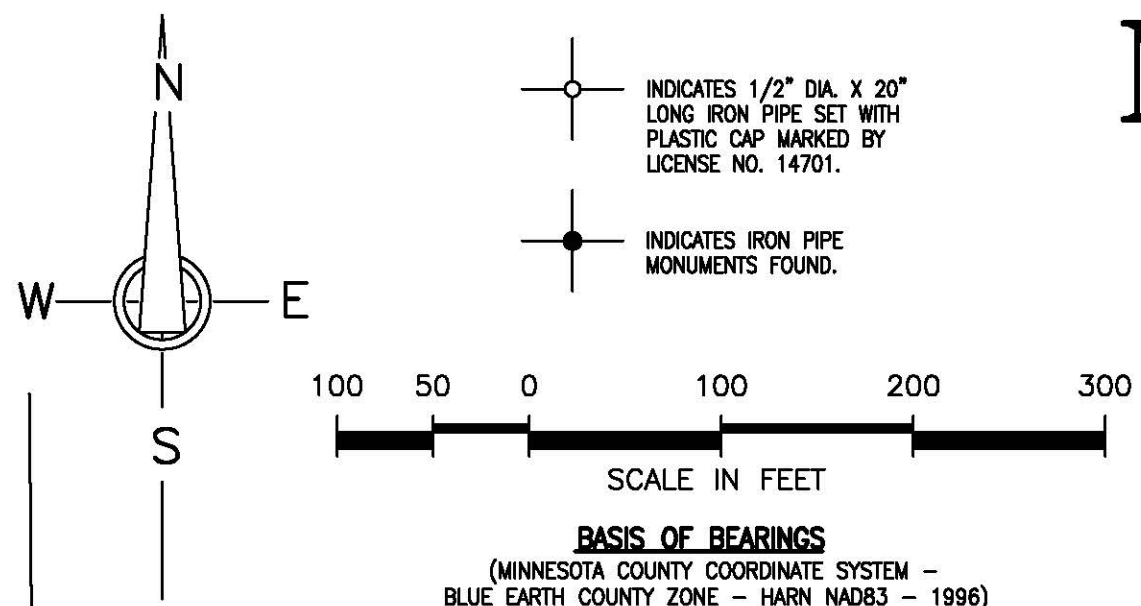 N
W E
S
INDICATES 1/2" DIA. X 20"
LONG IRON PIPE SET WITH
PLASTIC CAP MARKED BY
LICENSE NO. 14701.
INDICATES IRON PIPE
MONUMENTS FOUND.
100 50 0 100 200 300
SCALE IN FEET
BASIS OF BEARINGS
(MINNESOTA COUNTY COORDINATE SYSTEM –
BLUE EARTH COUNTY ZONE – HARN NAD83 – 1996)